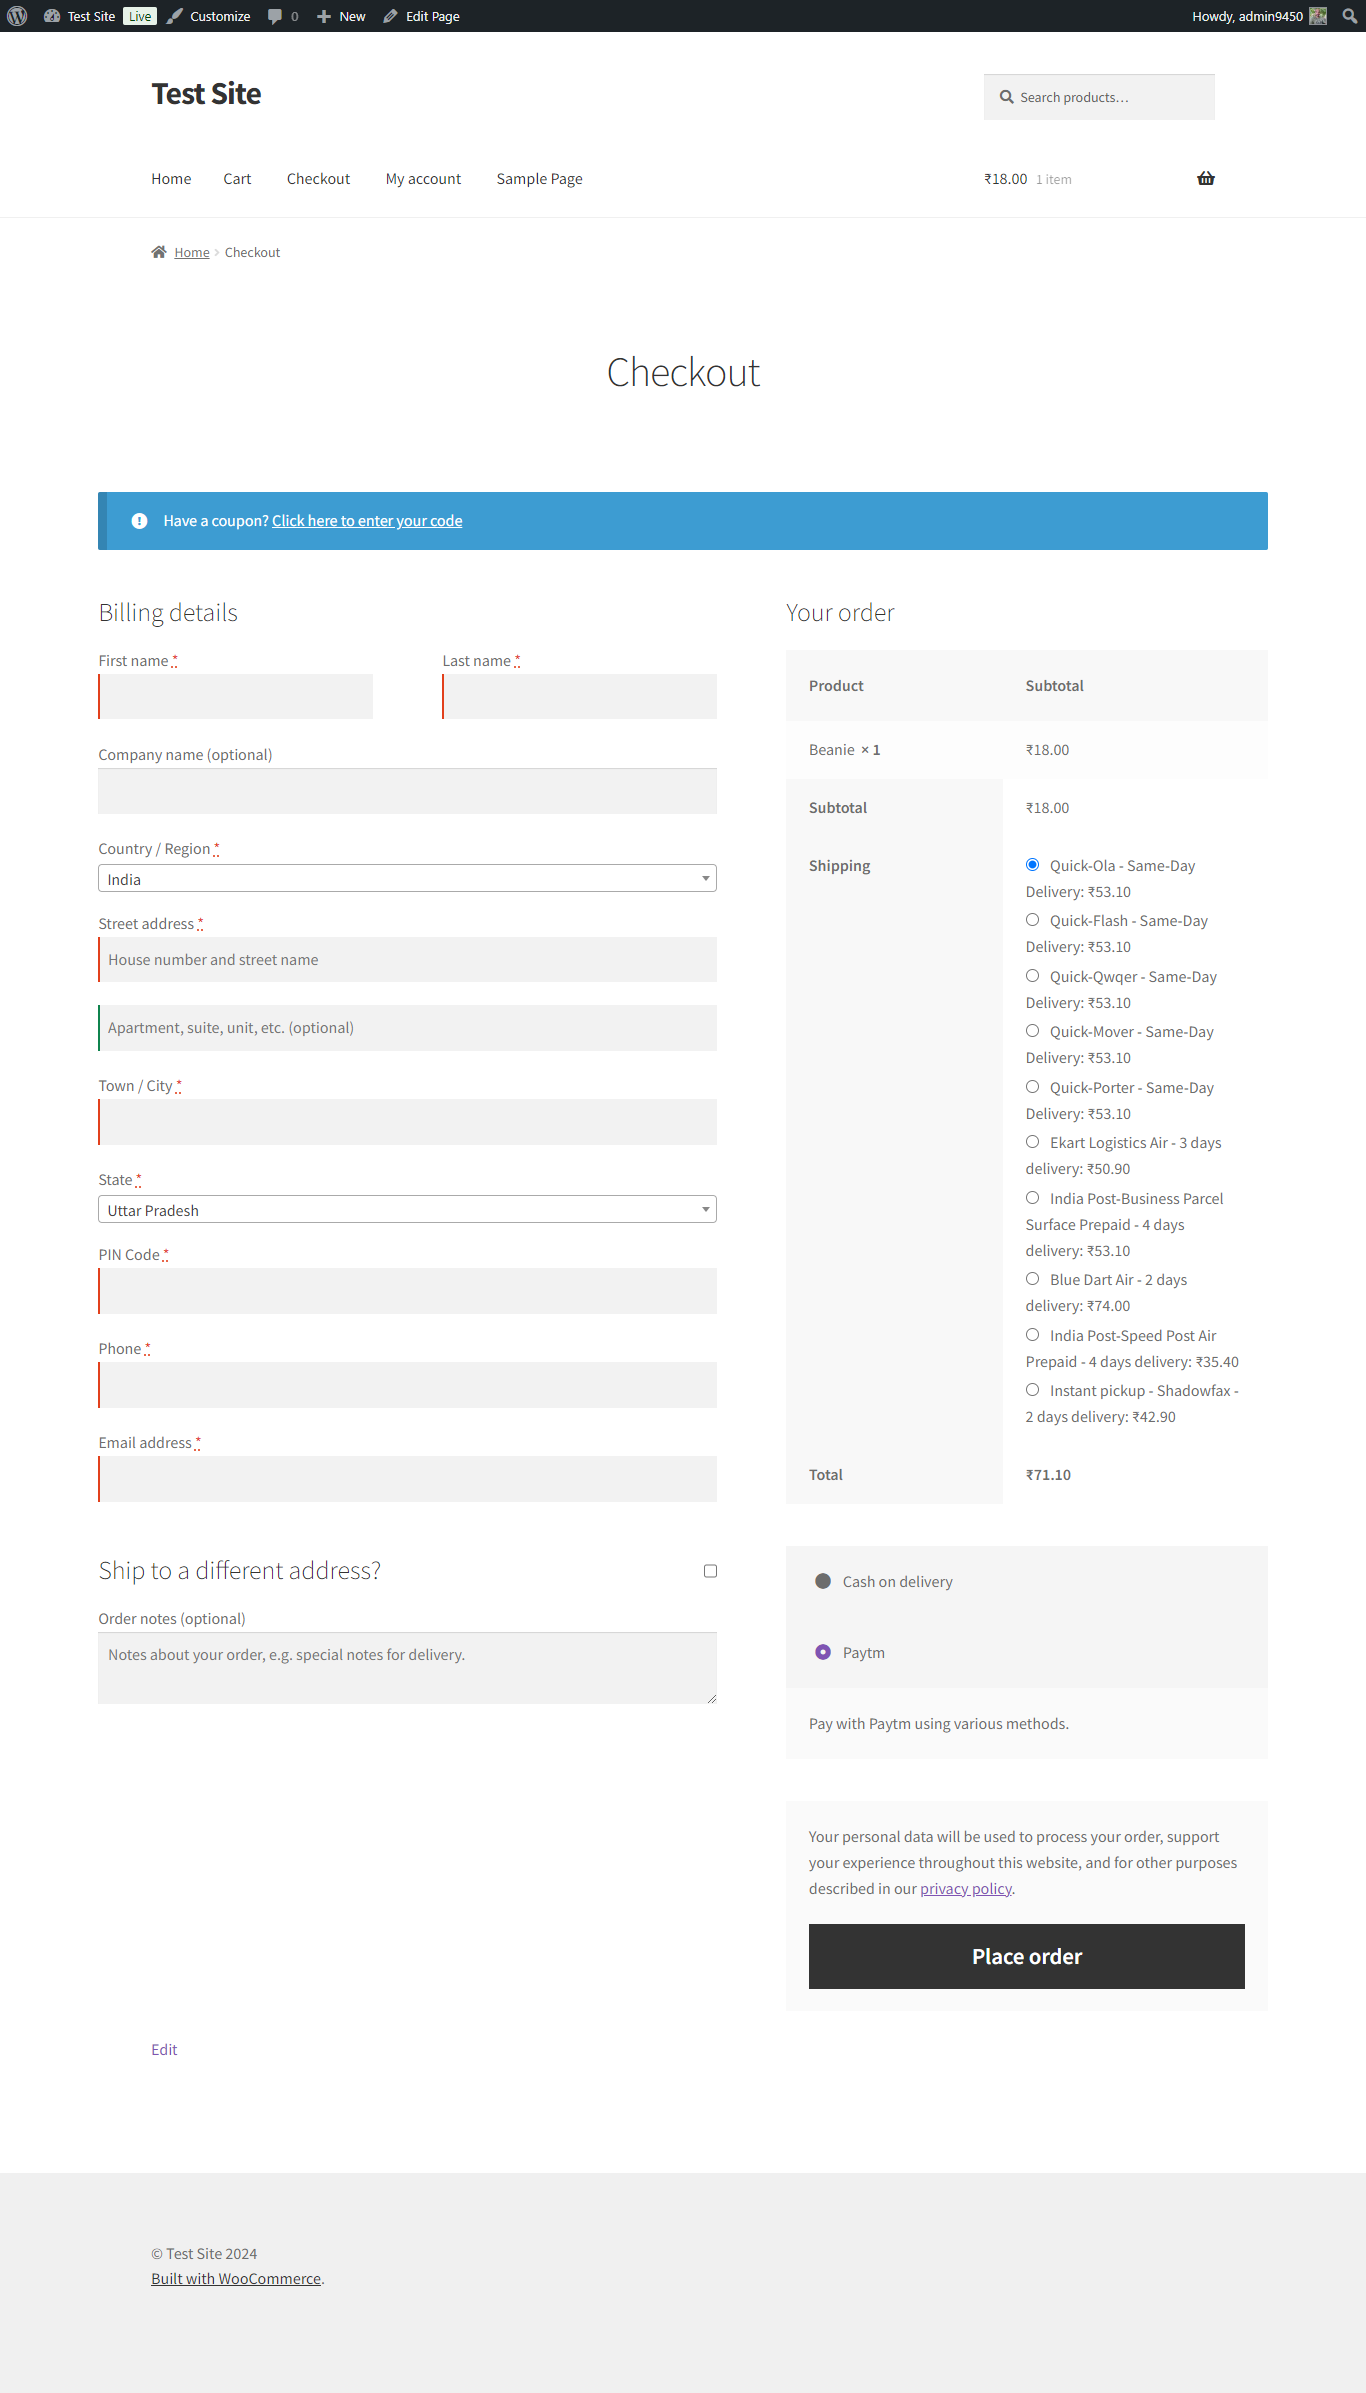 Test Site Live Customize 0 New Edit Page Howdy, admin9450
Test Site
Search products…
Home Cart Checkout My account Sample Page
₹18.00 1 item
Home › Checkout
Checkout
Have a coupon? Click here to enter your code
Billing details
First name * Last name *
Company name (optional)
Country / Region *
India
Street address *
House number and street name
Apartment, suite, unit, etc. (optional)
Town / City *
State *
Uttar Pradesh
PIN Code *
Phone *
Email address *
Ship to a different address?
Order notes (optional)
Notes about your order, e.g. special notes for delivery.
Your order
Product Subtotal
Beanie × 1 ₹18.00
Subtotal ₹18.00
Shipping
Quick-Ola - Same-Day
Delivery: ₹53.10
Quick-Flash - Same-Day
Delivery: ₹53.10
Quick-Qwqer - Same-Day
Delivery: ₹53.10
Quick-Mover - Same-Day
Delivery: ₹53.10
Quick-Porter - Same-Day
Delivery: ₹53.10
Ekart Logistics Air - 3 days
delivery: ₹50.90
India Post-Business Parcel
Surface Prepaid - 4 days
delivery: ₹53.10
Blue Dart Air - 2 days
delivery: ₹74.00
India Post-Speed Post Air
Prepaid - 4 days delivery: ₹35.40
Instant pickup - Shadowfax -
2 days delivery: ₹42.90
Total ₹71.10
Cash on delivery
Paytm
Pay with Paytm using various methods.
Your personal data will be used to process your order, support
your experience throughout this website, and for other purposes
described in our privacy policy.
Place order
Edit
© Test Site 2024
Built with WooCommerce.